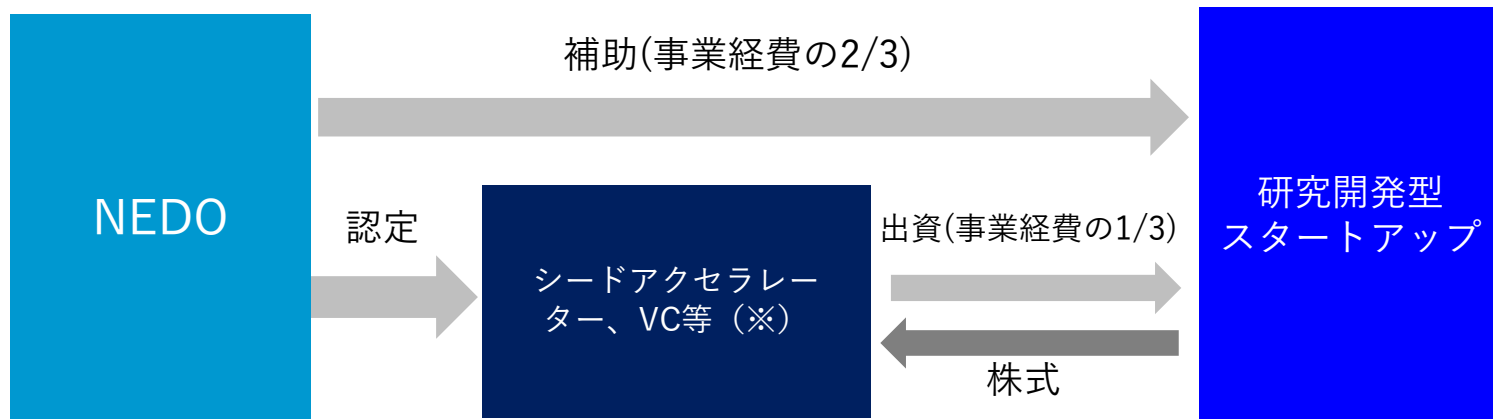 補助(事業経費の2/3)
NEDO
認定
シードアクセラレー
ター、VC等（※）
出資(事業経費の1/3)
株式
研究開発型
スタートアップ